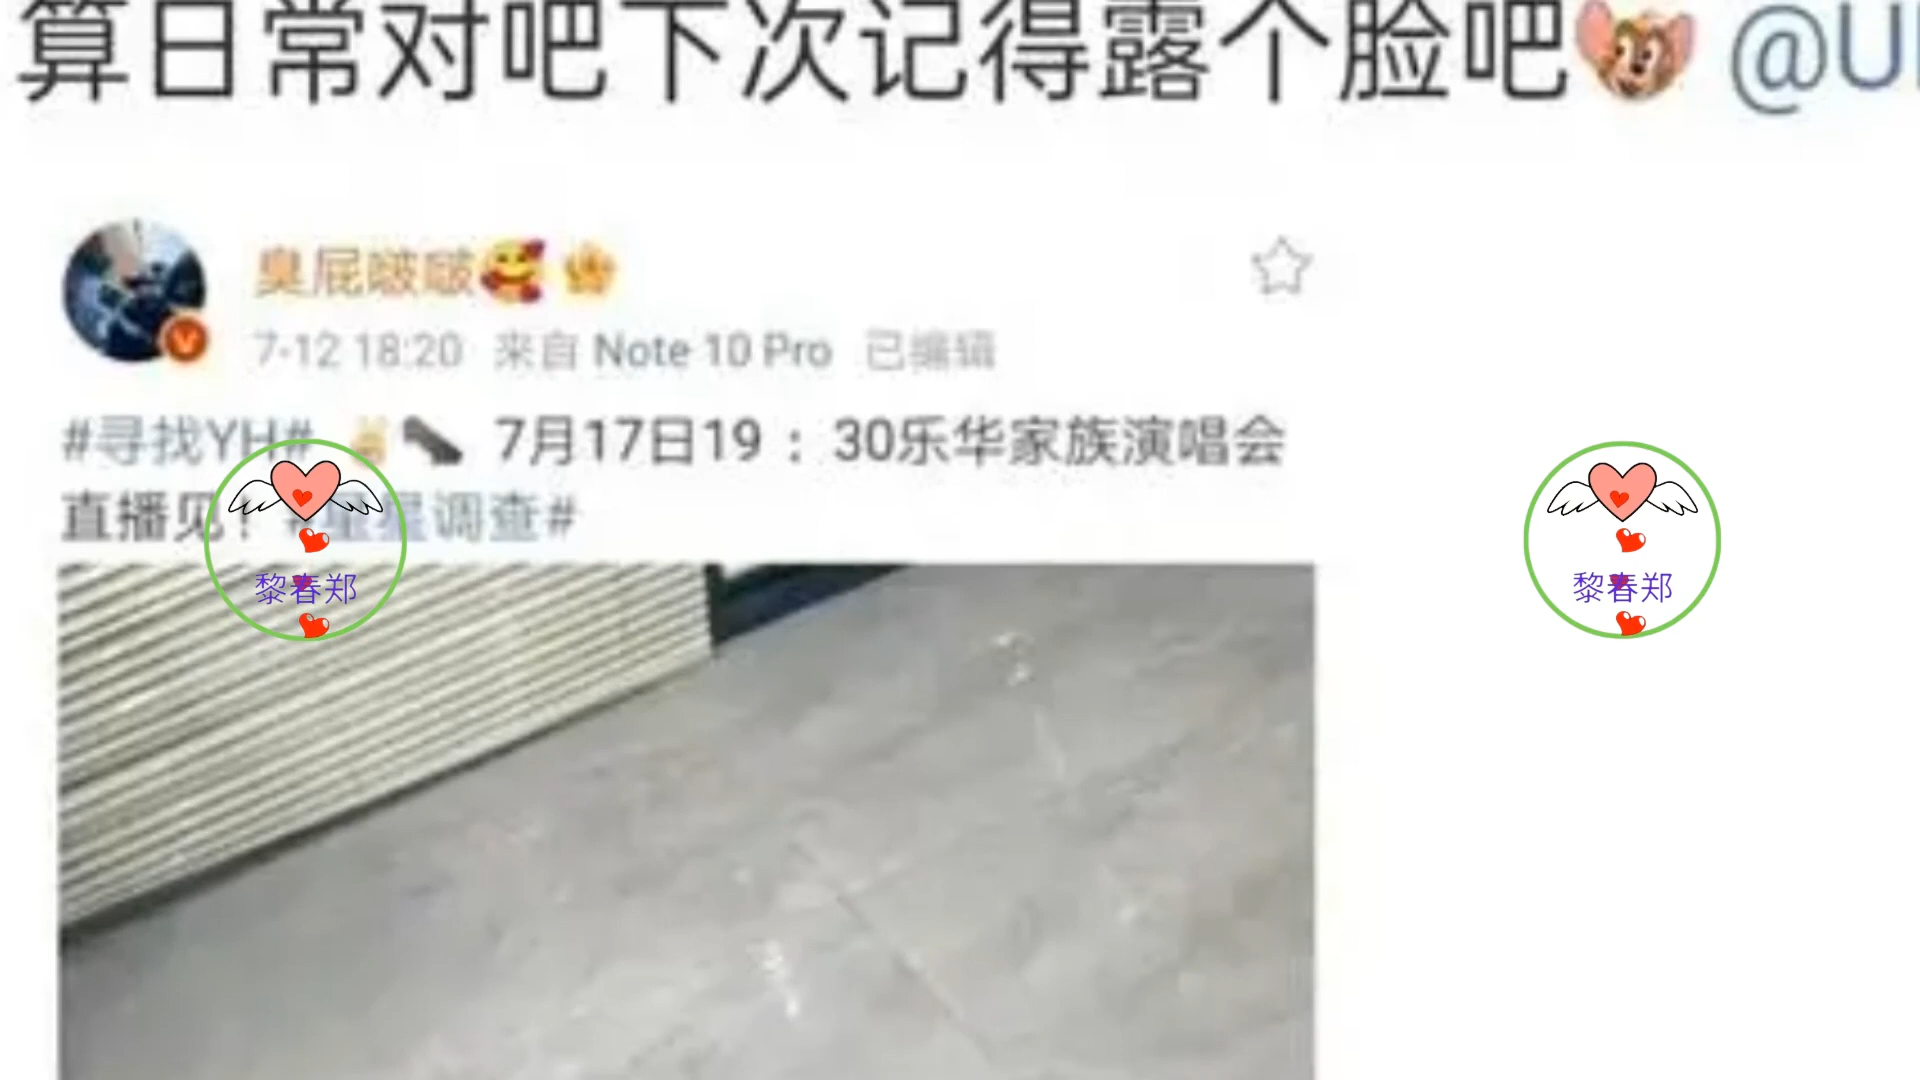 算日常对吧下次记得露个脸吧 @U
臭屁啵啵
7-12 18:20 来自 Note 10 Pro 已编辑
#寻找YH# 7月17日19：30乐华家族演唱会
直播见！#星星调查#
黎春郑
黎春郑